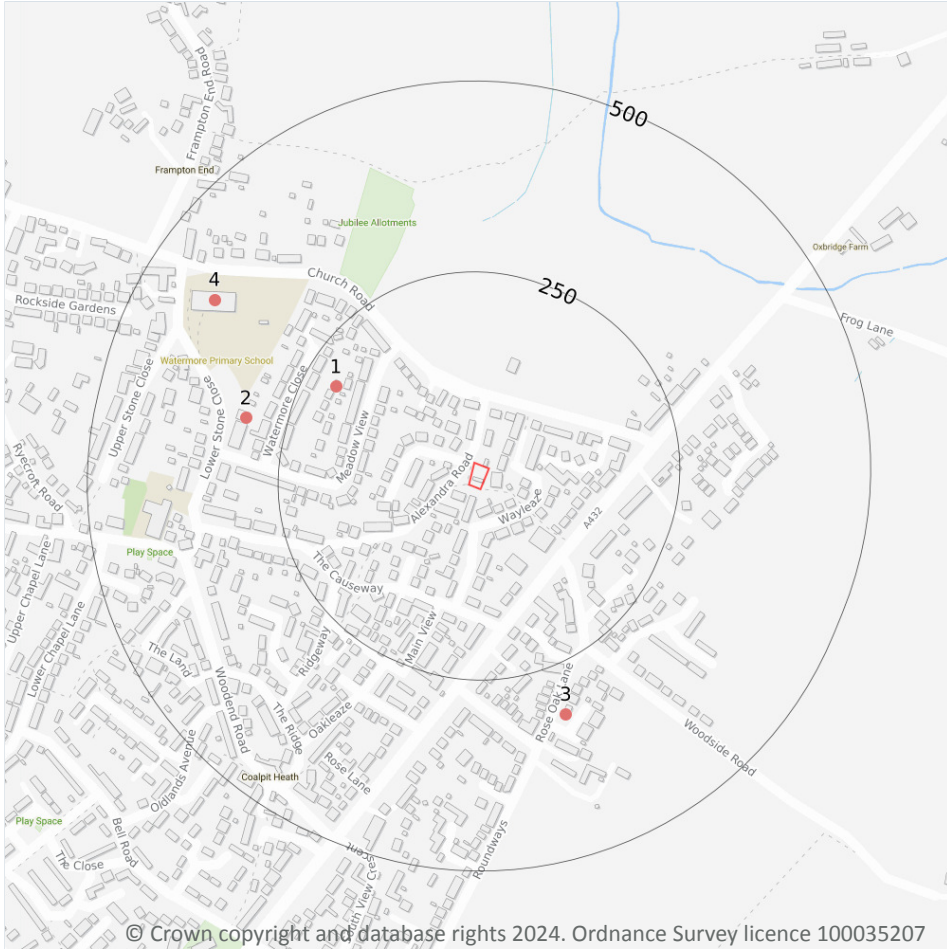 Frampton End Road
Frampton End
500
Jubilee Allotments
Oxbridge Farm
Church Road
250
4
Rockside Gardens
Frog Lane
Watermore Primary School
1
Upper Stone Close
Lower Stone Close
2
Watermore Close
Meadow View
Ryecroft Road
Alexandra Road
Wayleaze
A432
Play Space
The Causeway
Upper Chapel Lane
Lower Chapel Lane
Main View
The Land
Ridgeway
Woodend Road
3
Rose Oak Lane
The Ridge
Oakleaze
Woodside Road
Oldlands Avenue
Rose Lane
Coalpit Heath
Play Space
Bell Road
Roundways
The Close
South View Crescent
© Crown copyright and database rights 2024. Ordnance Survey licence 100035207